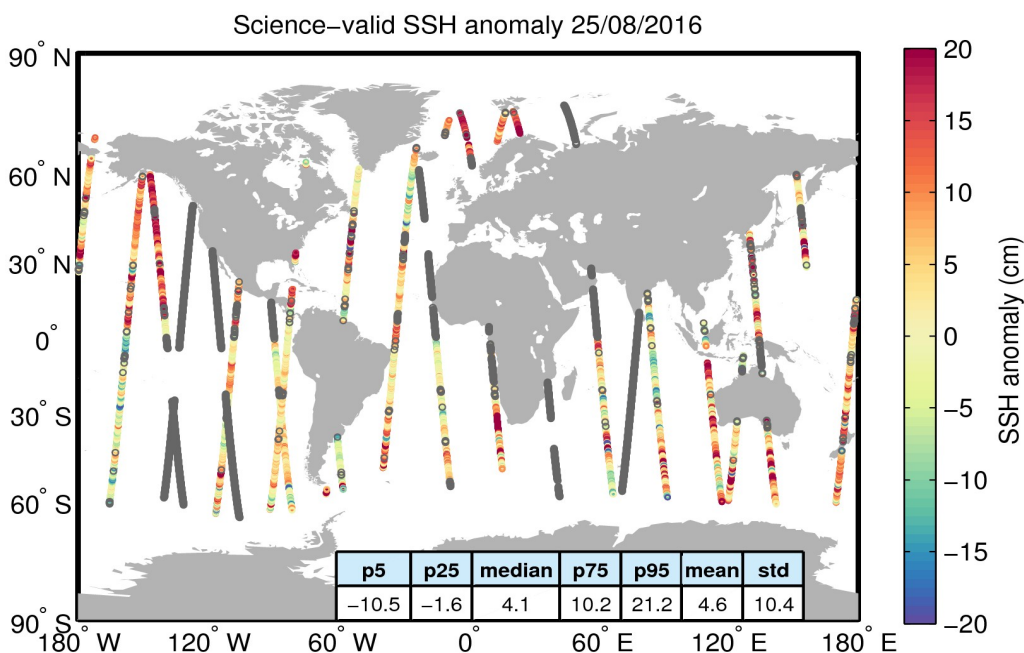 Science−valid SSH anomaly 25/08/2016
90° N
60° N
30° N
0°
30° S
60° S
90° S
180° W
120° W
60° W
0°
60° E
120° E
180° E
p5 p25 median p75 p95 mean std
−10.5 −1.6 4.1 10.2 21.2 4.6 10.4
20
15
10
5
0
−5
−10
−15
−20
SSH anomaly (cm)